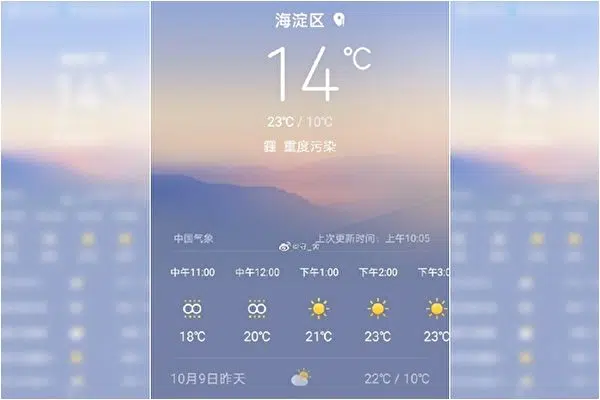 海淀区
14℃
23℃ / 10℃
霾 重度污染
中国气象 上次更新时间：上午10:05
中午11:00 中午12:00 下午1:00 下午2:00 下午3:0
18℃ 20℃ 21℃ 23℃ 23℃
10月9日昨天 22℃ / 10℃